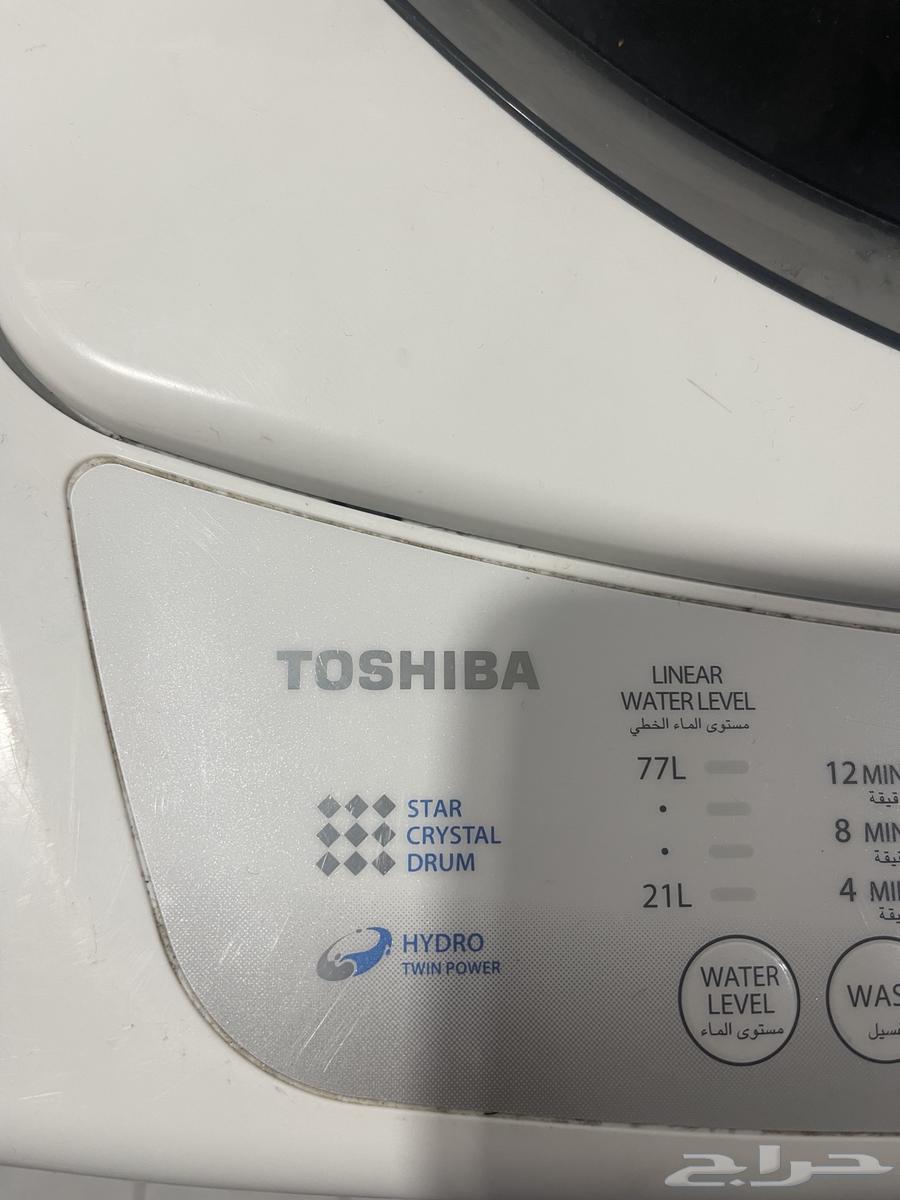 TOSHIBA
LINEAR
WATER LEVEL
مستوى الماء الخطي
77L
21L
STAR
CRYSTAL
DRUM
HYDRO
TWIN POWER
12 MIN
8 MIN
4 MI
WATER
LEVEL
مستوى الماء
WAS
حراج